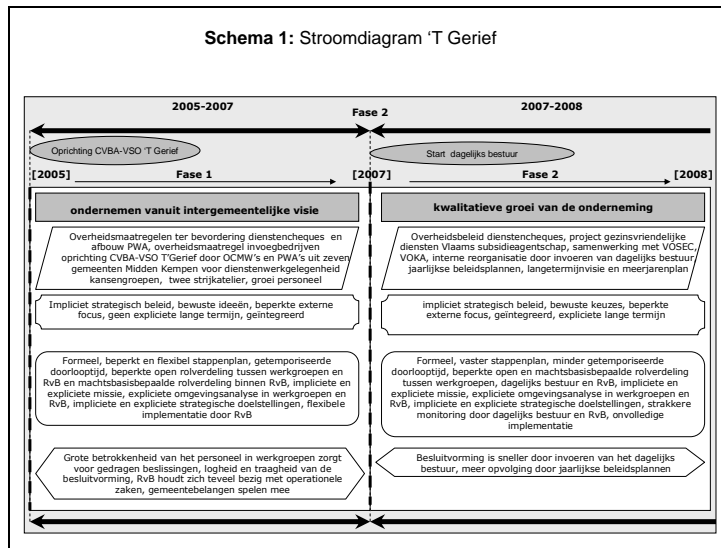 Schema 1: Stroomdiagram ‘T Gerief
2005-2007
Fase 2
2007-2008
Oprichting CVBA-VSO ‘T Gerief
Start dagelijks bestuur
[2005]
Fase 1
[2007]
Fase 2
[2008]
ondernemen vanuit intergemeentelijke visie
Overheidsmaatregelen ter bevordering dienstencheques en
afbouw PWA, overheidsmaatregel invoegbedrijven
oprichting CVBA-VSO T'Gerief door OCMW's en PWA's uit zeven
gemeenten Midden Kempen voor dienstenwerkgelegenheid
kansengroepen, twee strijkatelier, groei personeel
Impliciet strategisch beleid, bewuste ideeën, beperkte externe
focus, geen expliciete lange termijn, geïntegreerd
Formeel, beperkt en flexibel stappenplan, getemporiseerde
doorlooptijd, beperkte open rolverdeling tussen werkgroepen en
RvB en machtsbasisbepaalde rolverdeling binnen RvB, impliciete en
expliciete missie, expliciete omgevingsanalyse in werkgroepen en
RvB, impliciete en expliciete strategische doelstellingen, flexibele
implementatie door RvB
Grote betrokkenheid van het personeel in werkgroepen zorgt
voor gedragen beslissingen, logheid en traagheid van de
besluitvorming, RvB houdt zich teveel bezig met operationele
zaken, gemeentebelangen spelen mee
kwalitatieve groei van de onderneming
Overheidsbeleid dienstencheques, project gezinsvriendelijke
diensten Vlaams subsidieagentschap, samenwerking met VOSEC,
VOKA, interne reorganisatie door invoeren van dagelijks bestuur,
jaarlijkse beleidsplannen, langetermijnvisie en meerjarenplan
impliciet strategisch beleid, bewuste keuzes, beperkte
externe focus, geïntegreerd, expliciete lange termijn
Formeel, vaster stappenplan, minder getemporiseerde
doorlooptijd, beperkte open en machtsbasisbepaalde rolverdeling
tussen werkgroepen, dagelijks bestuur en RvB, impliciete en
expliciete missie, expliciete omgevingsanalyse in werkgroepen en
RvB, impliciete en expliciete strategische doelstellingen, strakkere
monitoring door dagelijks bestuur en RvB, onvolledige
implementatie
Besluitvorming is sneller door invoeren van het dagelijks
bestuur, meer opvolging door jaarlijkse beleidsplannen